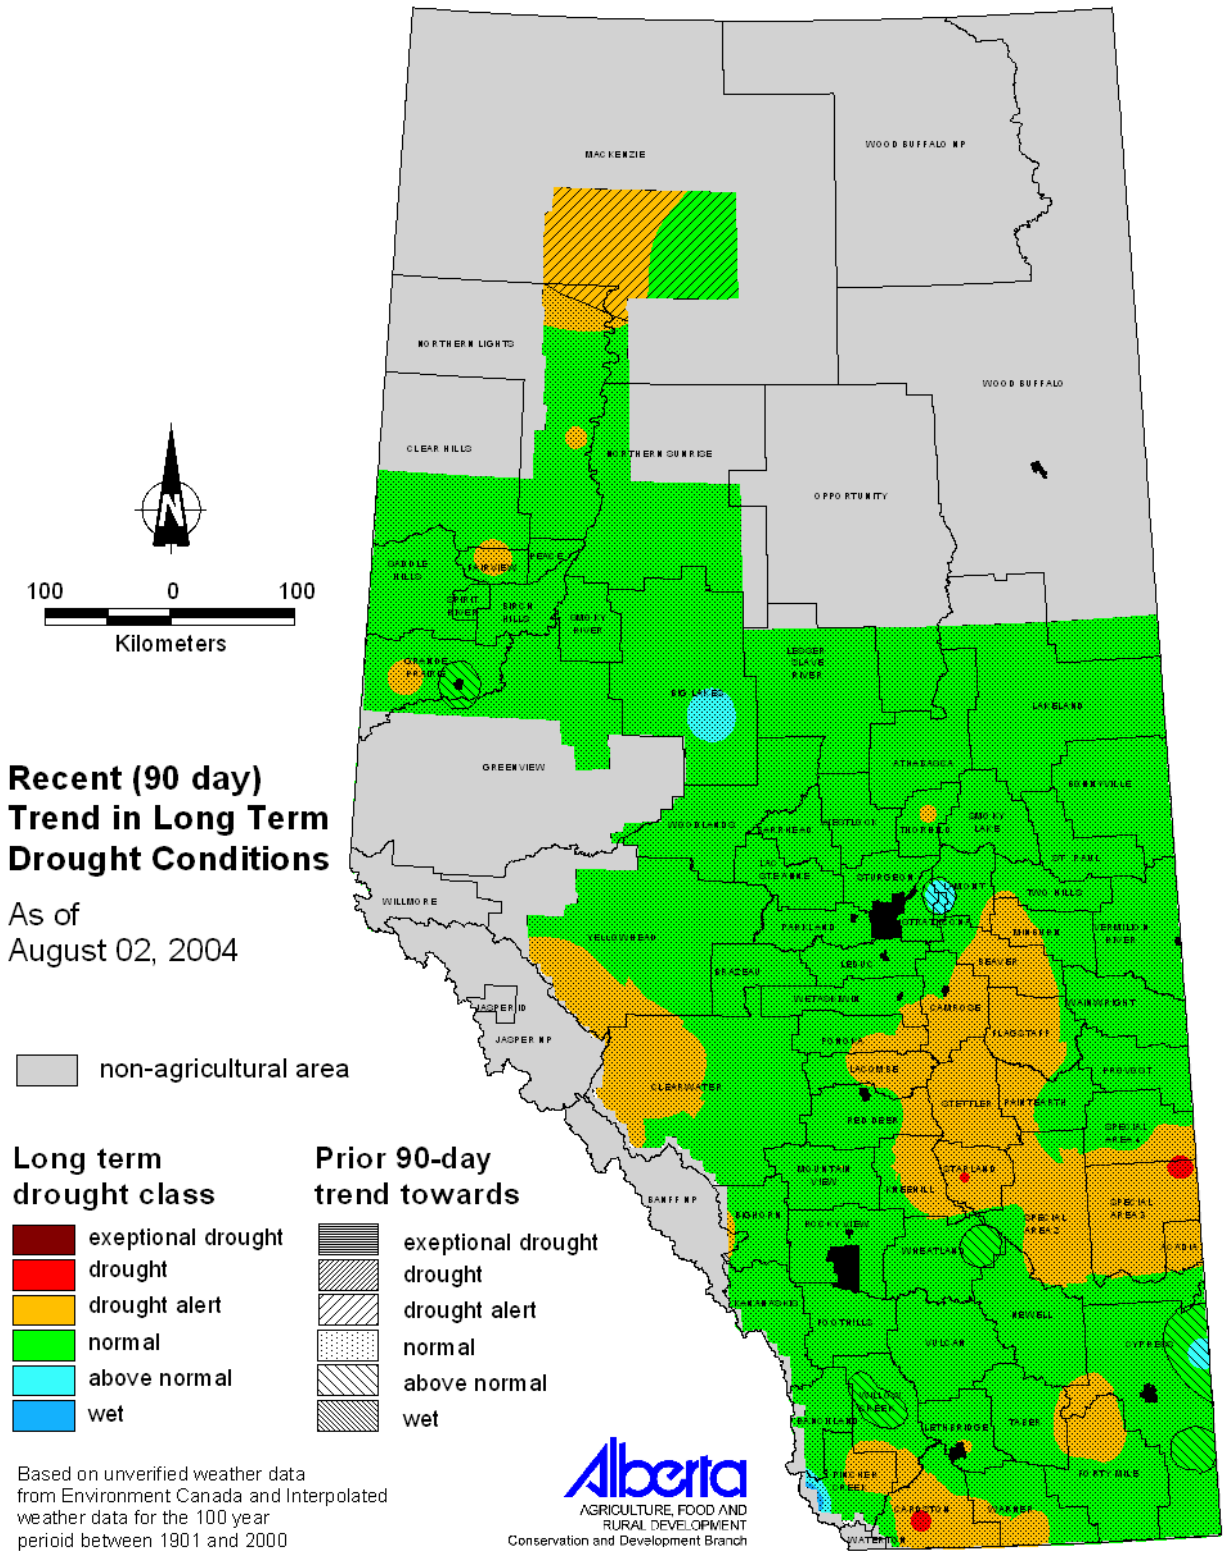 MACKENZIE
WOOD BUFFALO NP
NORTHERN LIGHTS
WOOD BUFFALO
CLEAR HILLS
NORTHERN SUNRISE
OPPORTUNITY
N
PEACE
SADDLE
HILLS
FAIRVIEW
100 0 100
Kilometers
SPIRIT
RIVER
BIRCH
HILLS
SMOKY
RIVER
LESSER
SLAVE
RIVER
GRANDE
PRAIRIE
BIG LAKES
LAKELAND
GREENVIEW
ATHABASCA
BONNYVILLE
Recent (90 day)
Trend in Long Term
Drought Conditions
As of
August 02, 2004
WOODLANDS
BARRHEAD
WESTLOCK
THORHILD
SMOKY
LAKE
ST. PAUL
LAC
STE ANNE
STURGEON
LAMONT
TWO HILLS
WILLMORE
PARKLAND
STRATHCONA
MINBURN
VERMILION
RIVER
YELLOWHEAD
BRAZEAU
LEDUC
BEAVER
WETASKIWIN
CAMROSE
WAINWRIGHT
JASPER ID
JASPER NP
PONOKA
FLAGSTAFF
LACOMBE
PROVOST
CLEARWATER
STETTLER
PAINTEARTH
RED DEER
SPECIAL
AREA 4
MOUNTAIN
VIEW
STARLAND
KNEEHILL
BANFF NP
BIGHORN
ROCKY VIEW
SPECIAL
AREA 2
SPECIAL
AREA 3
WHEATLAND
ACADIA
KANANASKIS
FOOTHILLS
NEWELL
VULCAN
CYPRESS
WILLOW
CREEK
RANCHLAND
LETHBRIDGE
TABER
PINCHER
CREEK
FORTY MILE
CARDSTON
WARNER
WATERTON
non-agricultural area
Long term
drought class
exeptional drought
drought
drought alert
normal
above normal
wet
Prior 90-day
trend towards
exeptional drought
drought
drought alert
normal
above normal
wet
Based on unverified weather data
from Environment Canada and Interpolated
weather data for the 100 year
perioid between 1901 and 2000
Alberta
AGRICULTURE, FOOD AND
RURAL DEVELOPMENT
Conservation and Development Branch